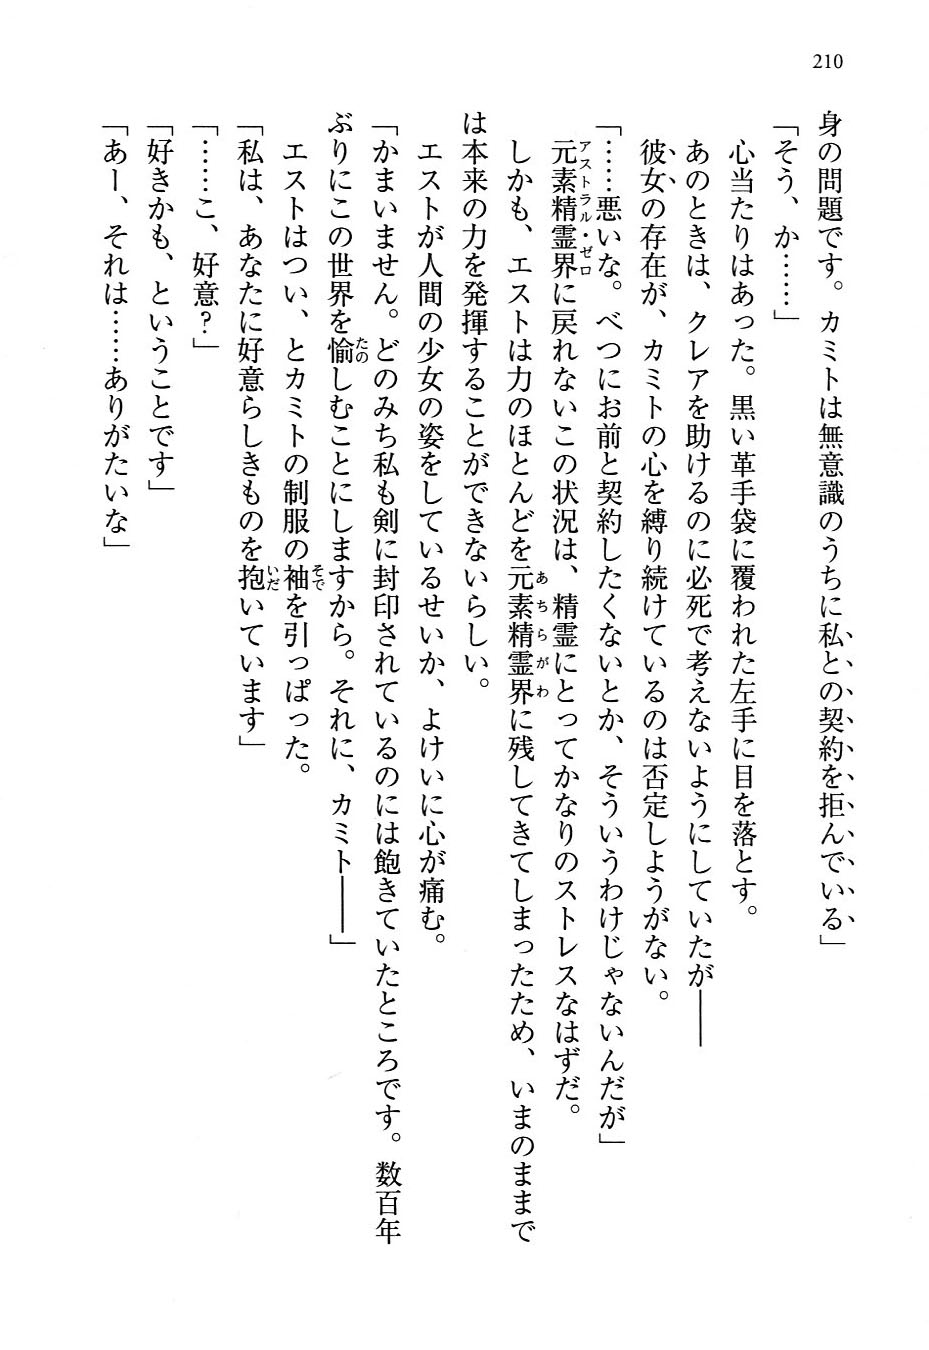 210
身の問題です。カミトは無意識のうちに私との契約を拒んでいる」
「そう、か……」
心当たりはあった。黒い革手袋に覆われた左手に目を落とす。
あのときは、クレアを助けるのに必死で考えないようにしていたが――
彼女の存在が、カミトの心を縛り続けているのは否定しようがない。
「……悪いな。べつにお前と契約したくないとか、そういうわけじゃないんだが」
元素精霊界アストラル・ゼロに戻れないこの状況は、精霊にとってかなりのストレスなはずだ。
しかも、エストは力のほとんどを元素精霊界あちらがわに残してきてしまったため、いまのままで
は本来の力を発揮することができないらしい。
エストが人間の少女の姿をしているせいか、よけいに心が痛む。
「かまいません。どのみち私も剣に封印されているのには飽きていたところです。数百年
ぶりにこの世界を愉たのしむことにしますから。それに、カミト――」
エストはつい、とカミトの制服の袖そでを引っぱった。
「私は、あなたに好意らしきものを抱いだいています」
「……こ、好意?」
「好きかも、ということです」
「あー、それは……ありがたいな」